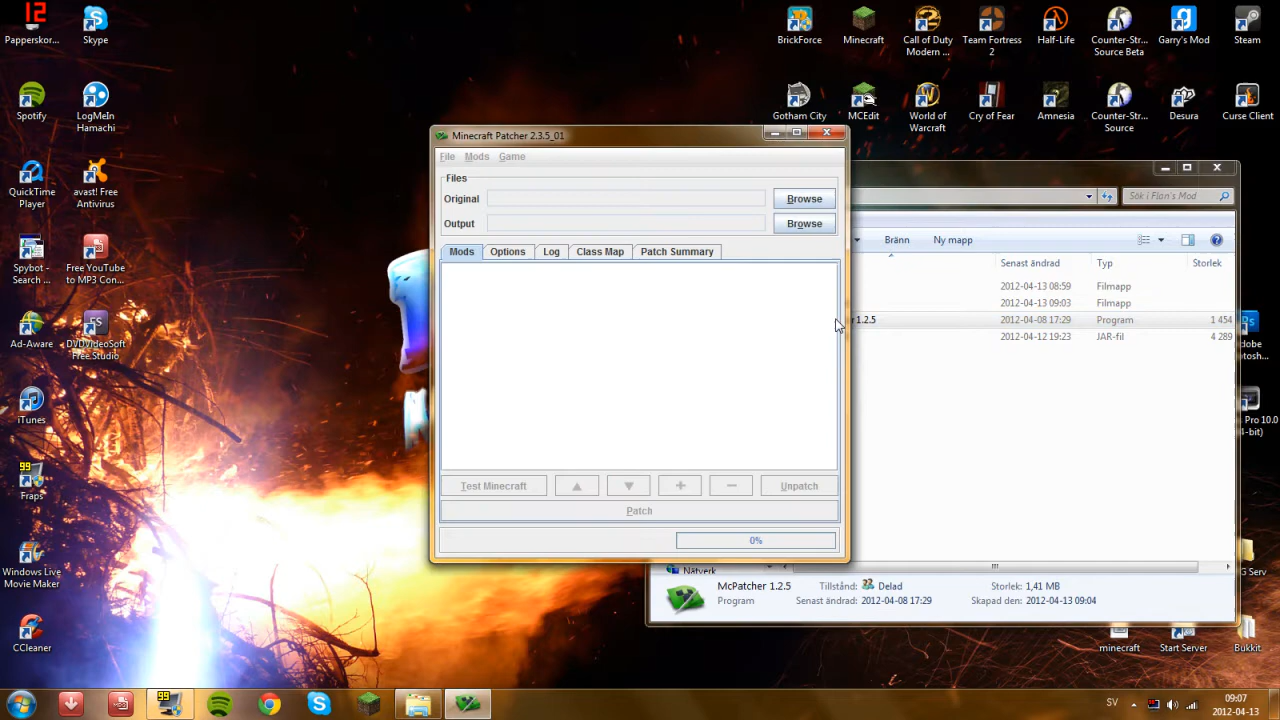 12
Papperskor...
Skype
Spotify
LogMeIn
Hamachi
QuickTime
Player
avast! Free
Antivirus
Spybot -
Search ...
Free YouTube
to MP3 Con...
Ad-Aware
DVDVideoSoft
Free Studio
iTunes
99
Fraps
Windows Live
Movie Maker
CCleaner
BrickForce
Minecraft
Call of Duty
Modern ...
Team Fortress
2
Half-Life
Counter-Str...
Source Beta
Garry's Mod
Steam
Gotham City
MCEdit
World of
Warcraft
Cry of Fear
Amnesia
Counter-Str...
Source
Desura
Curse Client
Minecraft Patcher 2.3.5_01
File Mods Game
Files
Original
Browse
Output
Browse
Mods Options Log Class Map Patch Summary
Test Minecraft
Unpatch
Patch
0%
Sök i Flan's Mod
Bränn Ny mapp
Senast ändrad Typ Storlek
2012-04-13 08:59 Filmapp
2012-04-13 09:03 Filmapp
1.2.5 2012-04-08 17:29 Program 1 454
2012-04-12 19:23 JAR-fil 4 289
Nätverk
McPatcher 1.2.5 Tillstånd: Delad Storlek: 1,41 MB
Program Senast ändrad: 2012-04-08 17:29 Skapad den: 2012-04-13 09:04
minecraft
Start Server
Bukkit
99
SV
09:07
2012-04-13